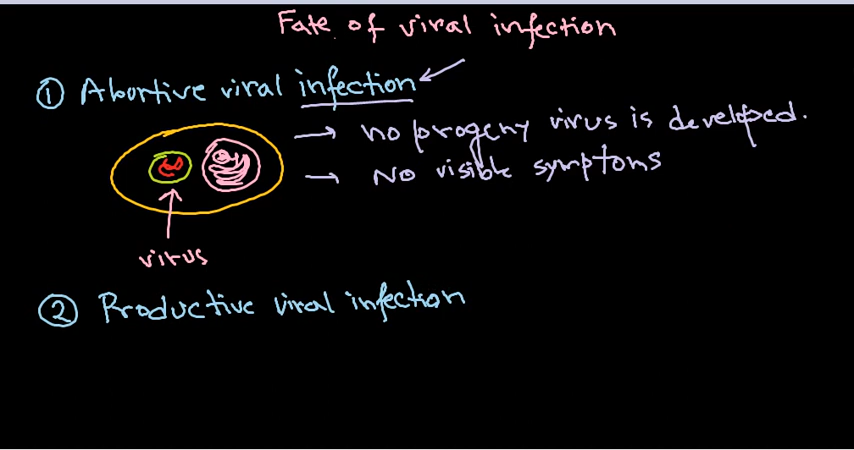 Fate of viral infection
① Abortive viral infection
→ no progeny virus is developed.
→ No visible symptoms
virus
② Productive viral infection